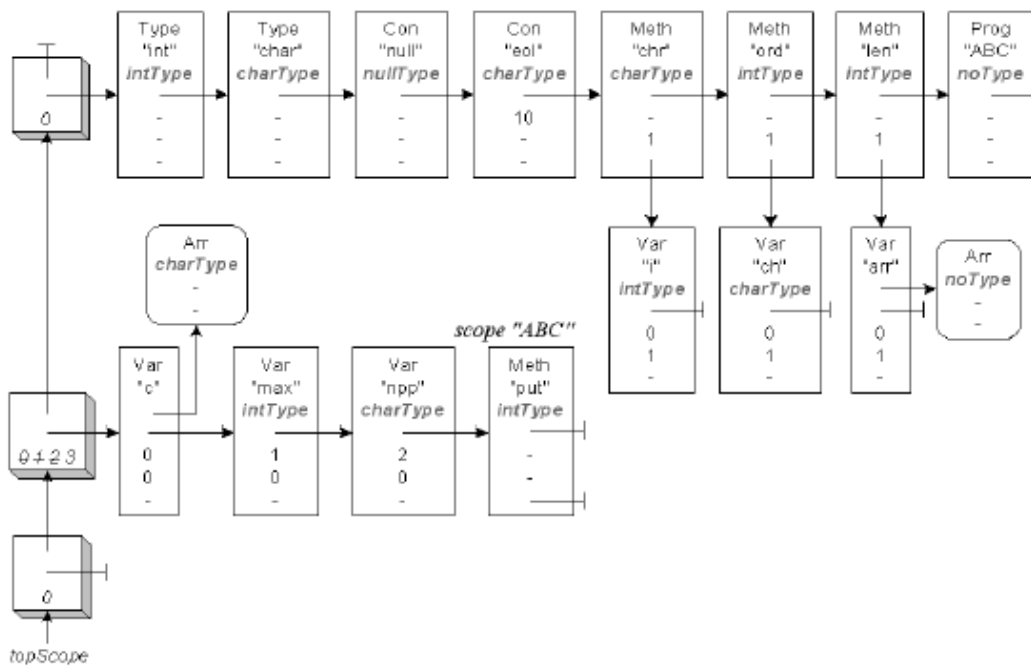 Type
"int"
intType
-
-
-
Type
"char"
charType
-
-
-
Con
"null"
nullType
-
-
-
Con
"eol"
charType
10
-
-
Meth
"chr"
charType
-
1
Meth
"ord"
intType
-
1
Meth
"len"
intType
-
1
Prog
"ABC"
noType
-
-
-
0
Arr
charType
-
-
Var
"i"
intType
0
1
-
Var
"ch"
charType
0
1
-
Var
"arr"
0
1
-
Arr
noType
-
-
scope "ABC"
0 1 2 3
Var
"c"
0
0
-
Var
"max"
intType
1
0
-
Var
"npp"
charType
2
0
-
Meth
"put"
intType
-
-
0
topScope